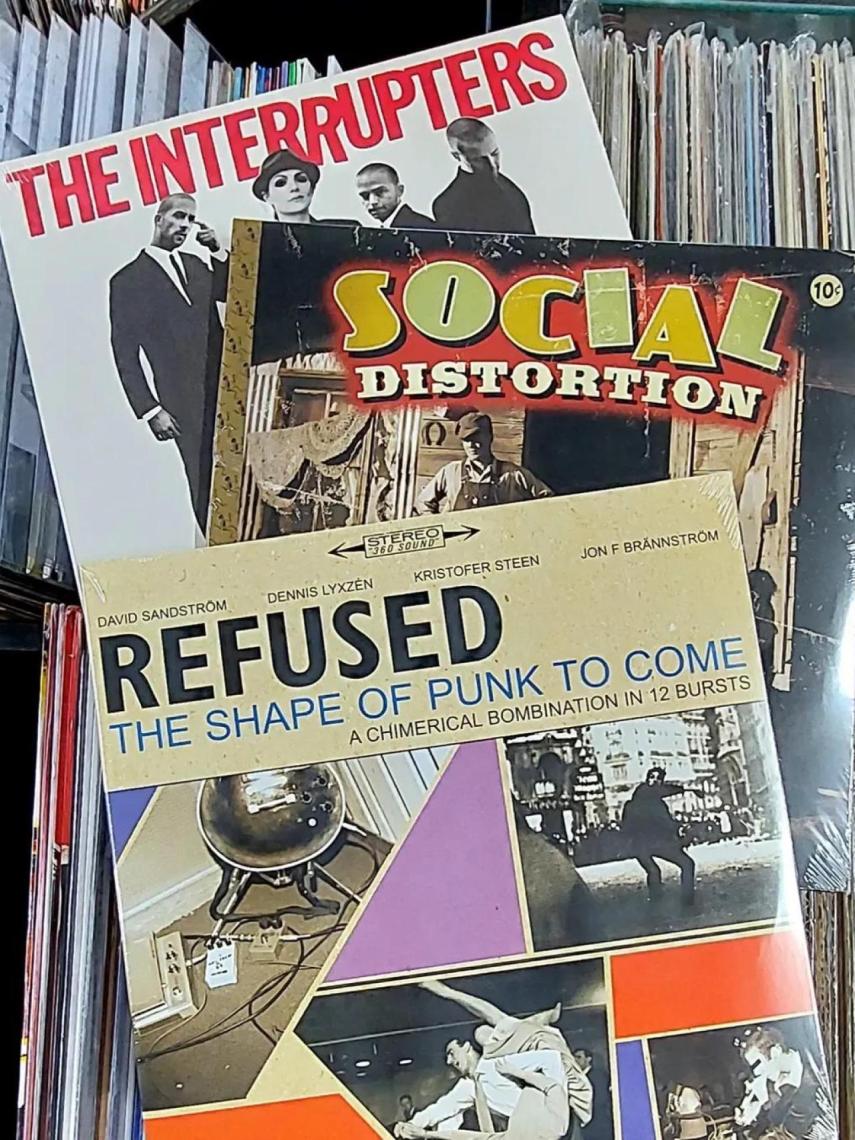 THE INTERRUPTERS
SOCIAL
DISTORTION
10¢
STEREO
"360 SOUND"
DAVID SANDSTRÖM DENNIS LYXZÉN KRISTOFER STEEN JON F BRÄNNSTRÖM
REFUSED
THE SHAPE OF PUNK TO COME
A CHIMERICAL BOMBINATION IN 12 BURSTS